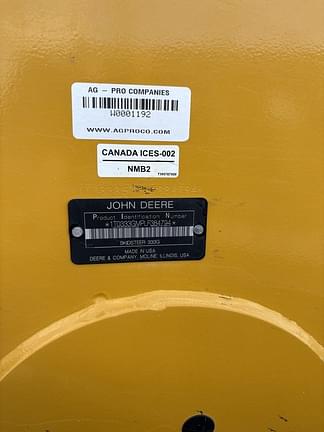 AG - PRO COMPANIES
W0001192
WWW.AGPROCO.COM
CANADA ICES-002
NMB2
JOHN DEERE
Product Identification Number
*1T0333GMPLF384794*
SKIDSTEER 333G
MADE IN USA
DEERE & COMPANY, MOLINE, ILLINOIS, USA